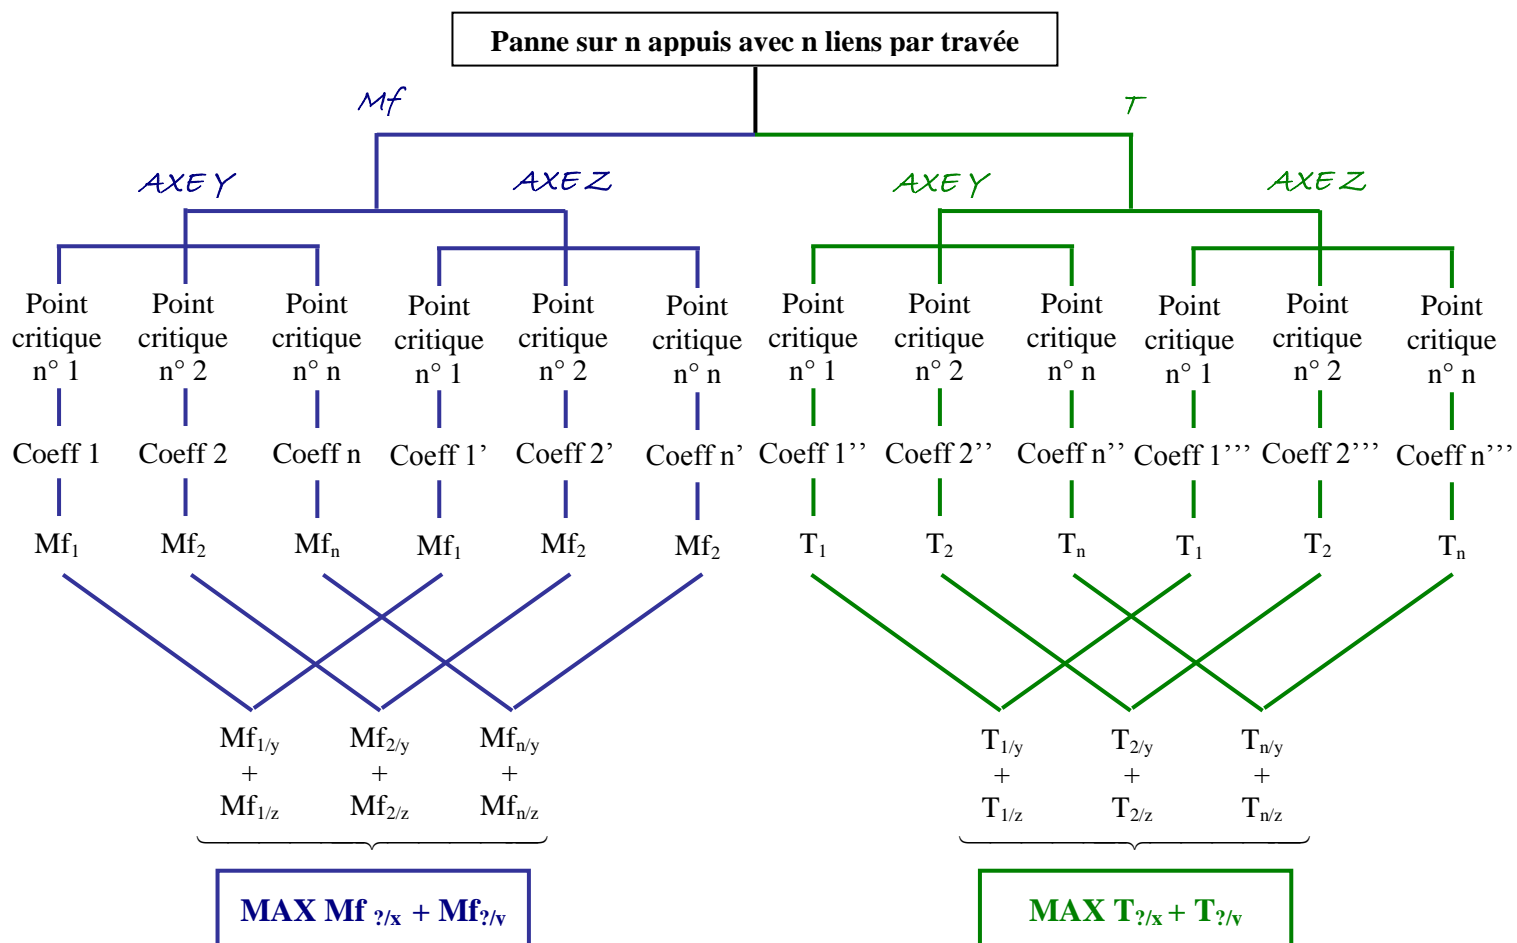 Panne sur n appuis avec n liens par travée
Mf T
AXE Y AXE Z AXE Y AXE Z
Point Point Point Point Point Point Point Point Point Point Point Point
critique critique critique critique critique critique critique critique critique critique critique critique
n° 1 n° 2 n° n n° 1 n° 2 n° n n° 1 n° 2 n° n n° 1 n° 2 n° n
Coeff 1 Coeff 2 Coeff n Coeff 1’ Coeff 2’ Coeff n’ Coeff 1’’ Coeff 2’’ Coeff n’’ Coeff 1’’’ Coeff 2’’’ Coeff n’’’
Mf1 Mf2 Mfn Mf1 Mf2 Mf2 T1 T2 Tn T1 T2 Tn
Mf1/y Mf2/y Mfn/y T1/y T2/y Tn/y
+ + + + + +
Mf1/z Mf2/z Mfn/z T1/z T2/z Tn/z
MAX Mf ?/x + Mf?/v MAX T?/x + T?/v